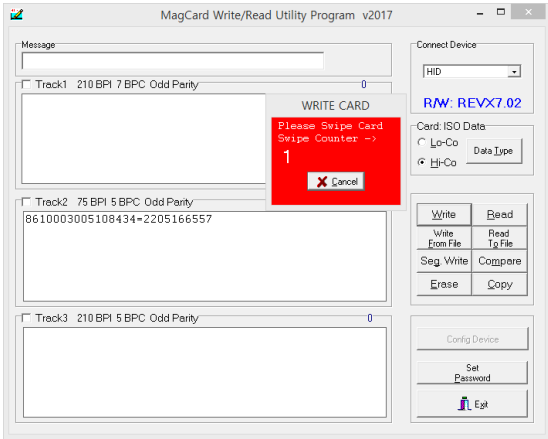 MagCard Write/Read Utility Program v2017
Message
Track1 210 BPI 7 BPC Odd Parity 0
WRITE CARD
Please Swipe Card
Swipe Counter ->
1
Cancel
Track2 75 BPI 5 BPC Odd Parity
8610003005108434=2205166557
Track3 210 BPI 5 BPC Odd Parity 0
Connect Device
HID
R/W: REVX7.02
Card: ISO Data
Lo-Co
Hi-Co
Data Type
Write Read
Write From File
Read To File
Seg. Write Compare
Erase Copy
Config Device
Set
Password
Exit